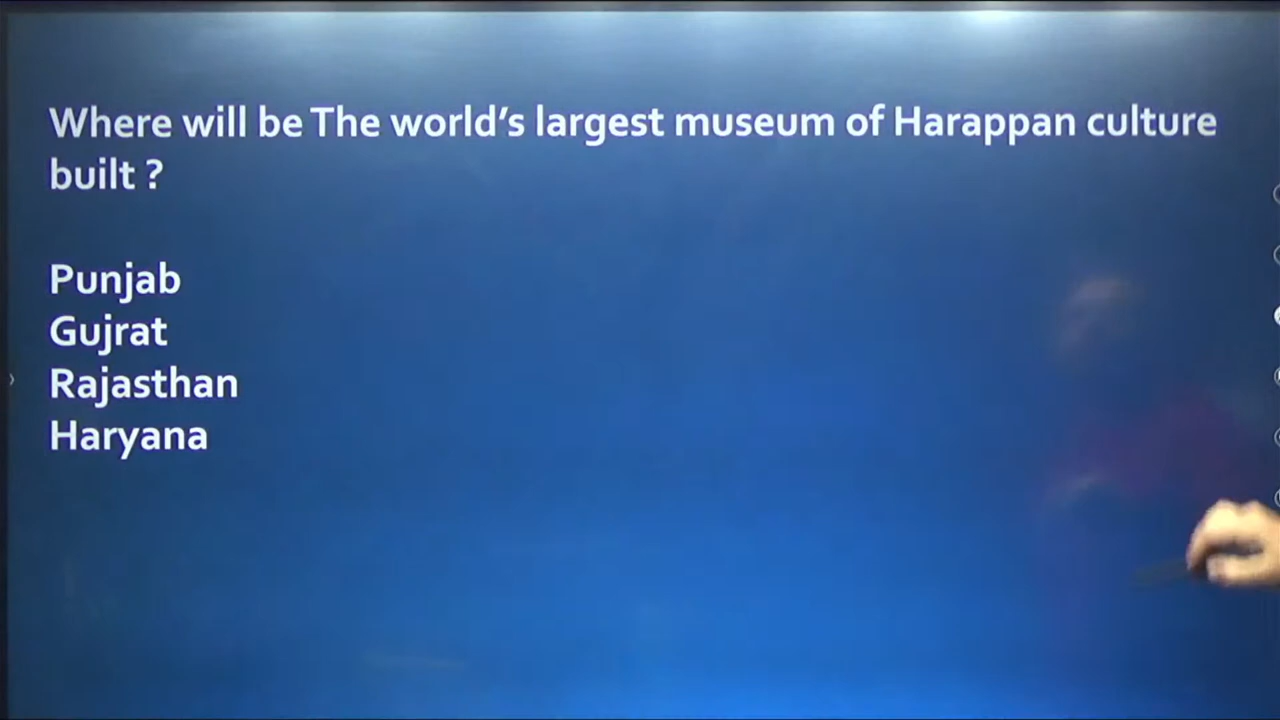 Where will be The world's largest museum of Harappan culture
built ?
Punjab
Gujrat
Rajasthan
Haryana